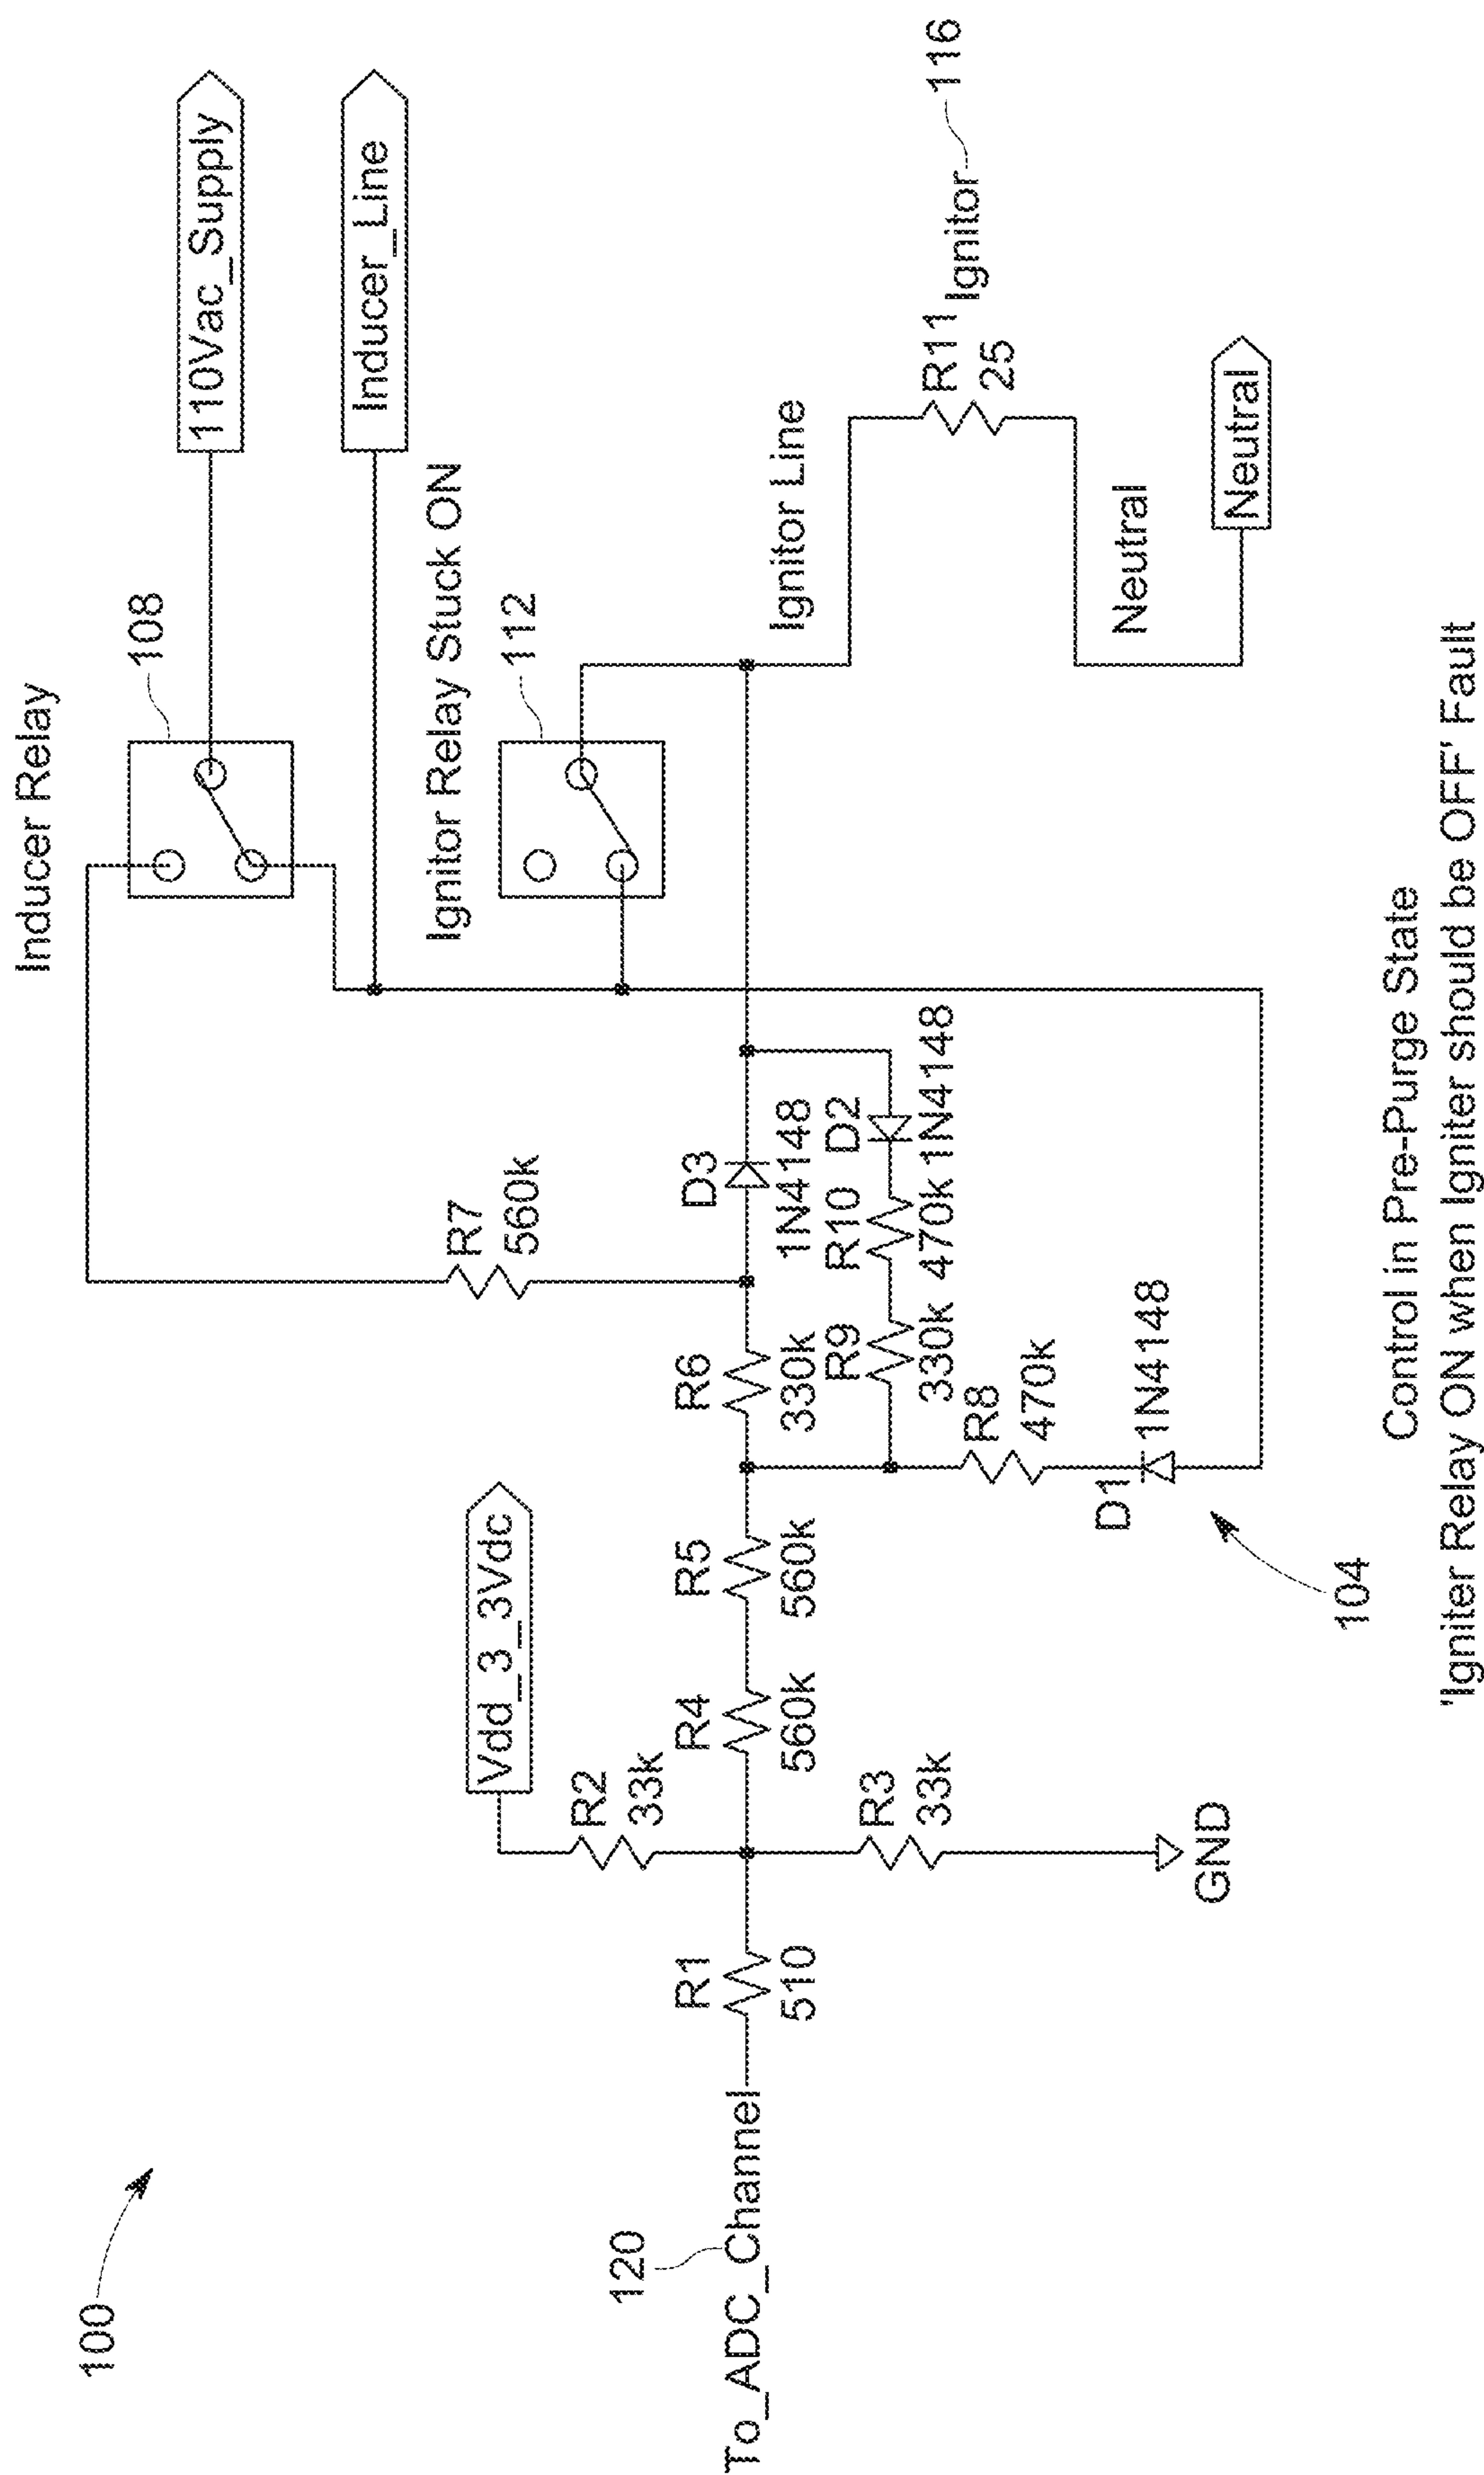 100
Inducer Relay
108
110Vac_Supply
Inducer_Line
Ignitor Relay Stuck ON
112
R7
560k
Vdd_3_3Vdc
R2
33k
120
To_ADC_Channel
R1
510
R4
560k
R5
560k
R6
330k
D3
1N4148
Ignitor Line
R11
25
Ignitor
116
R3
33k
GND
R9
330k
R10
470k
D2
1N4148
R8
470k
D1
1N4148
104
Neutral
Neutral
Control in Pre-Purge State
'Igniter Relay ON when Igniter should be OFF' Fault